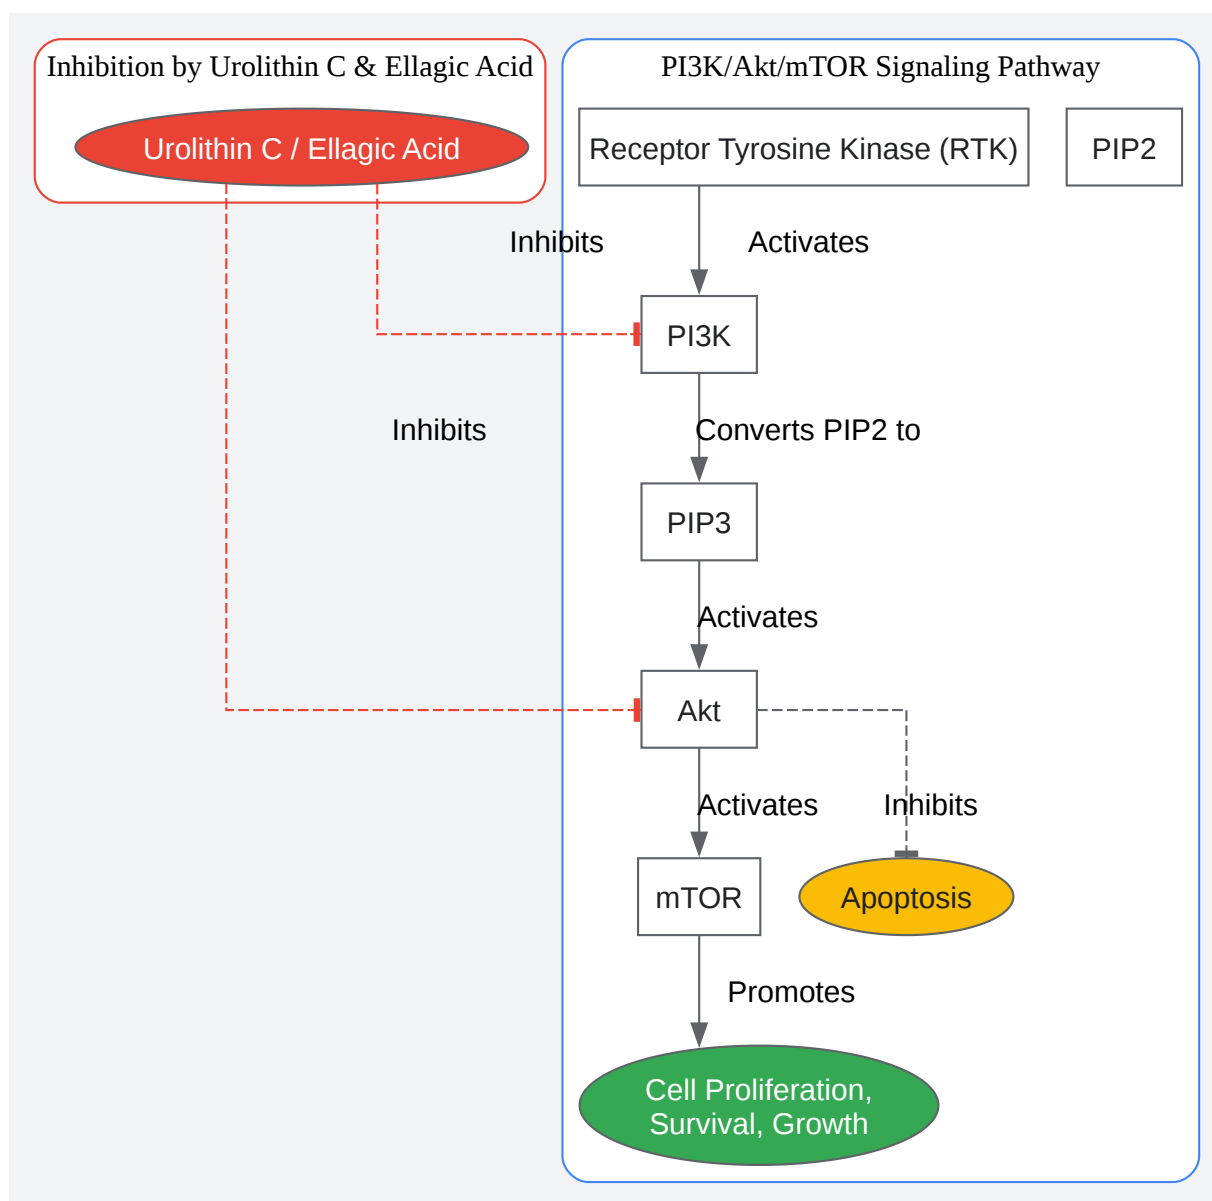 Inhibition by Urolithin C & Ellagic Acid
PI3K/Akt/mTOR Signaling Pathway
Urolithin C / Ellagic Acid
Receptor Tyrosine Kinase (RTK)
PIP2
Inhibits
Activates
PI3K
Inhibits
Converts PIP2 to
PIP3
Activates
Akt
Activates
Inhibits
mTOR
Apoptosis
Promotes
Cell Proliferation,
Survival, Growth